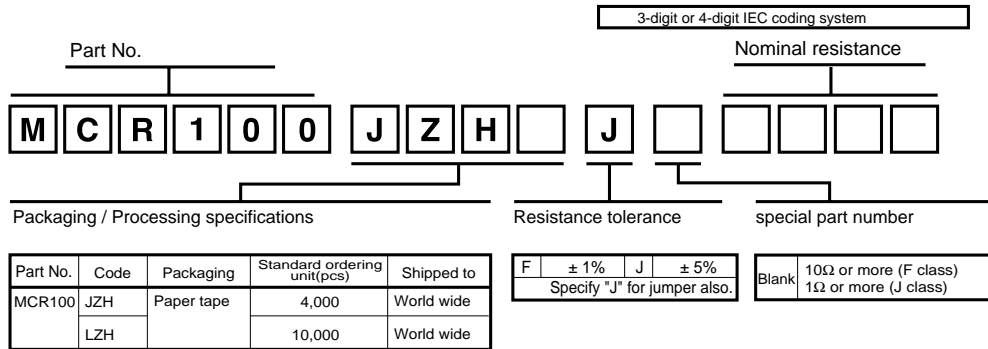 3-digit or 4-digit IEC coding system
Part No.
Nominal resistance
M C R 1 0 0 J Z H J
Packaging / Processing specifications
Resistance tolerance
special part number
Part No. Code Packaging Standard ordering unit(pcs) Shipped to
MCR100 JZH Paper tape 4,000 World wide
LZH 10,000 World wide
F ± 1% J ± 5%
Specify "J" for jumper also.
Blank 10Ω or more (F class)
1Ω or more (J class)